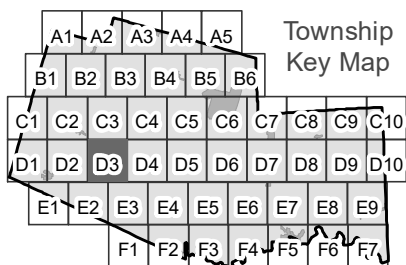 Township
Key Map
A1 A2 A3 A4 A5
B1 B2 B3 B4 B5 B6
C1 C2 C3 C4 C5 C6 C7 C8 C9 C10
D1 D2 D3 D4 D5 D6 D7 D8 D9 D10
E1 E2 E3 E4 E5 E6 E7 E8 E9
F1 F2 F3 F4 F5 F6 F7